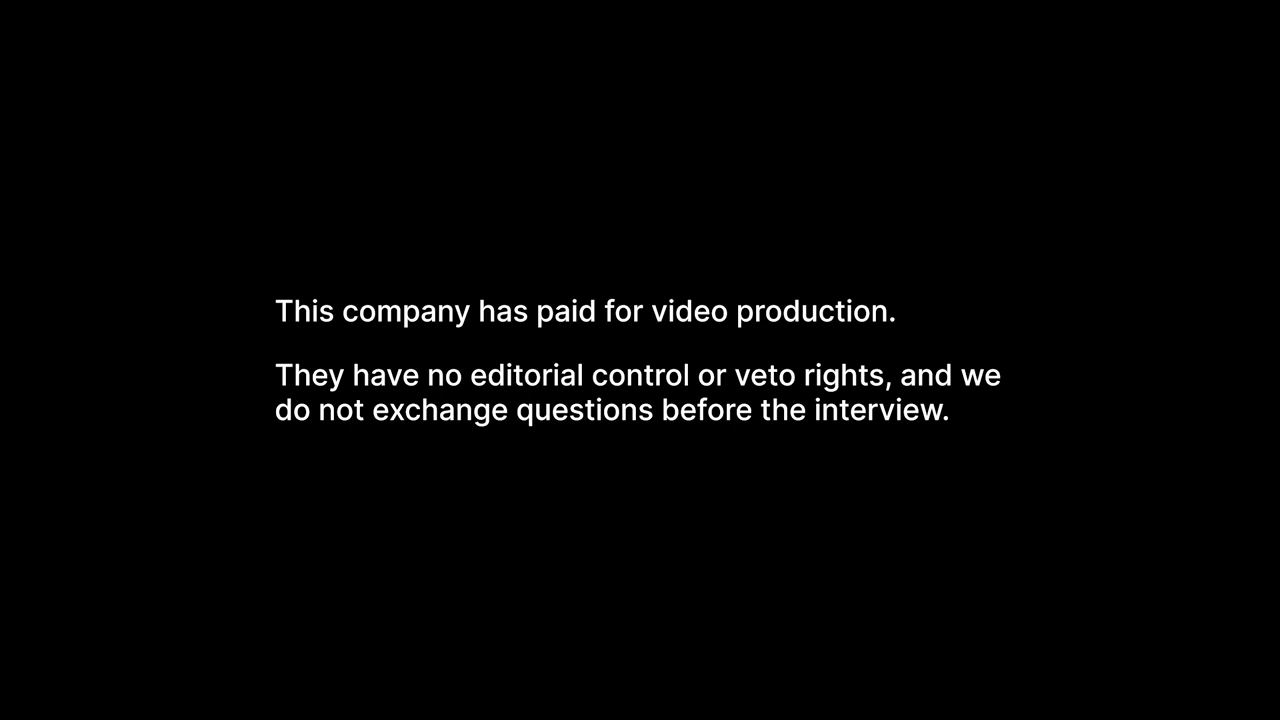 This company has paid for video production.
They have no editorial control or veto rights, and we
do not exchange questions before the interview.